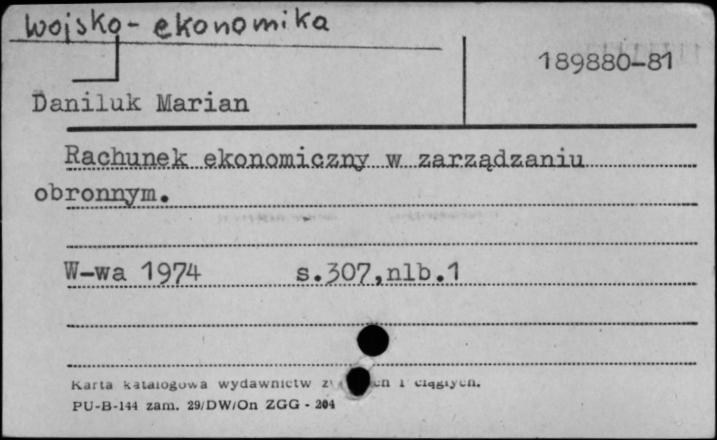 wojsko - ekonomika
189880-81
Daniluk Marian
Rachunek ekonomiczny w zarządzaniu
obronnym.
W-wa 1974 s.307,nlb.1
Karta katalogowa wydawnictw i ciągłych.
PU-B-144 zam. 29/DW/On ZGG - 204